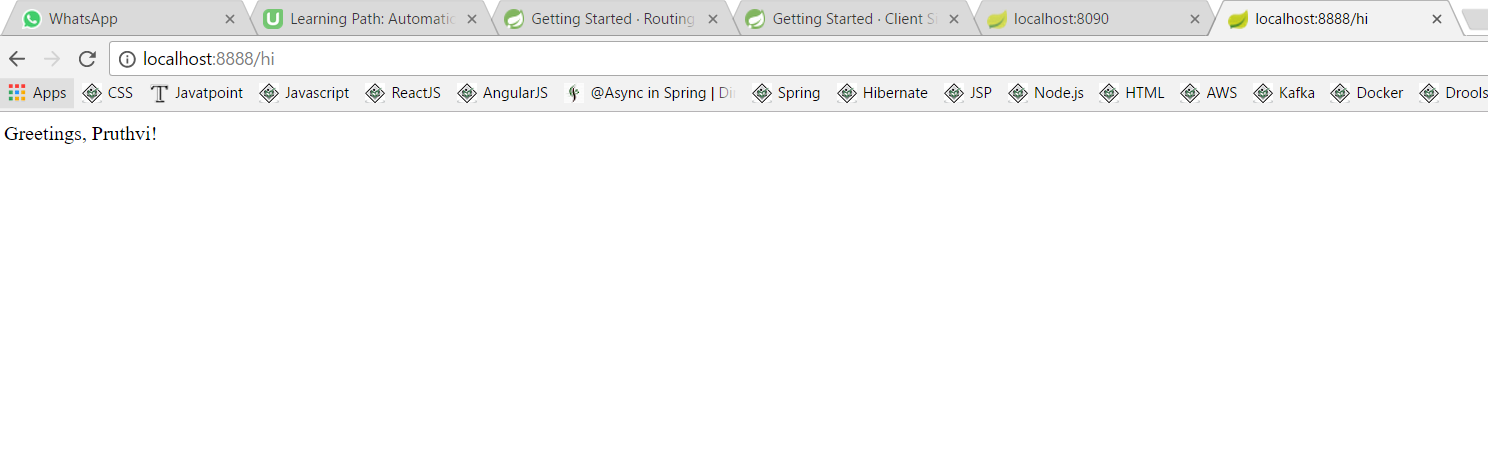 WhatsApp Learning Path: Automatic Getting Started · Routing Getting Started · Client S localhost:8090 localhost:8888/hi
localhost:8888/hi
Apps CSS Javatpoint Javascript ReactJS AngularJS @Async in Spring | Di Spring Hibernate JSP Node.js HTML AWS Kafka Docker Drools
Greetings, Pruthvi!